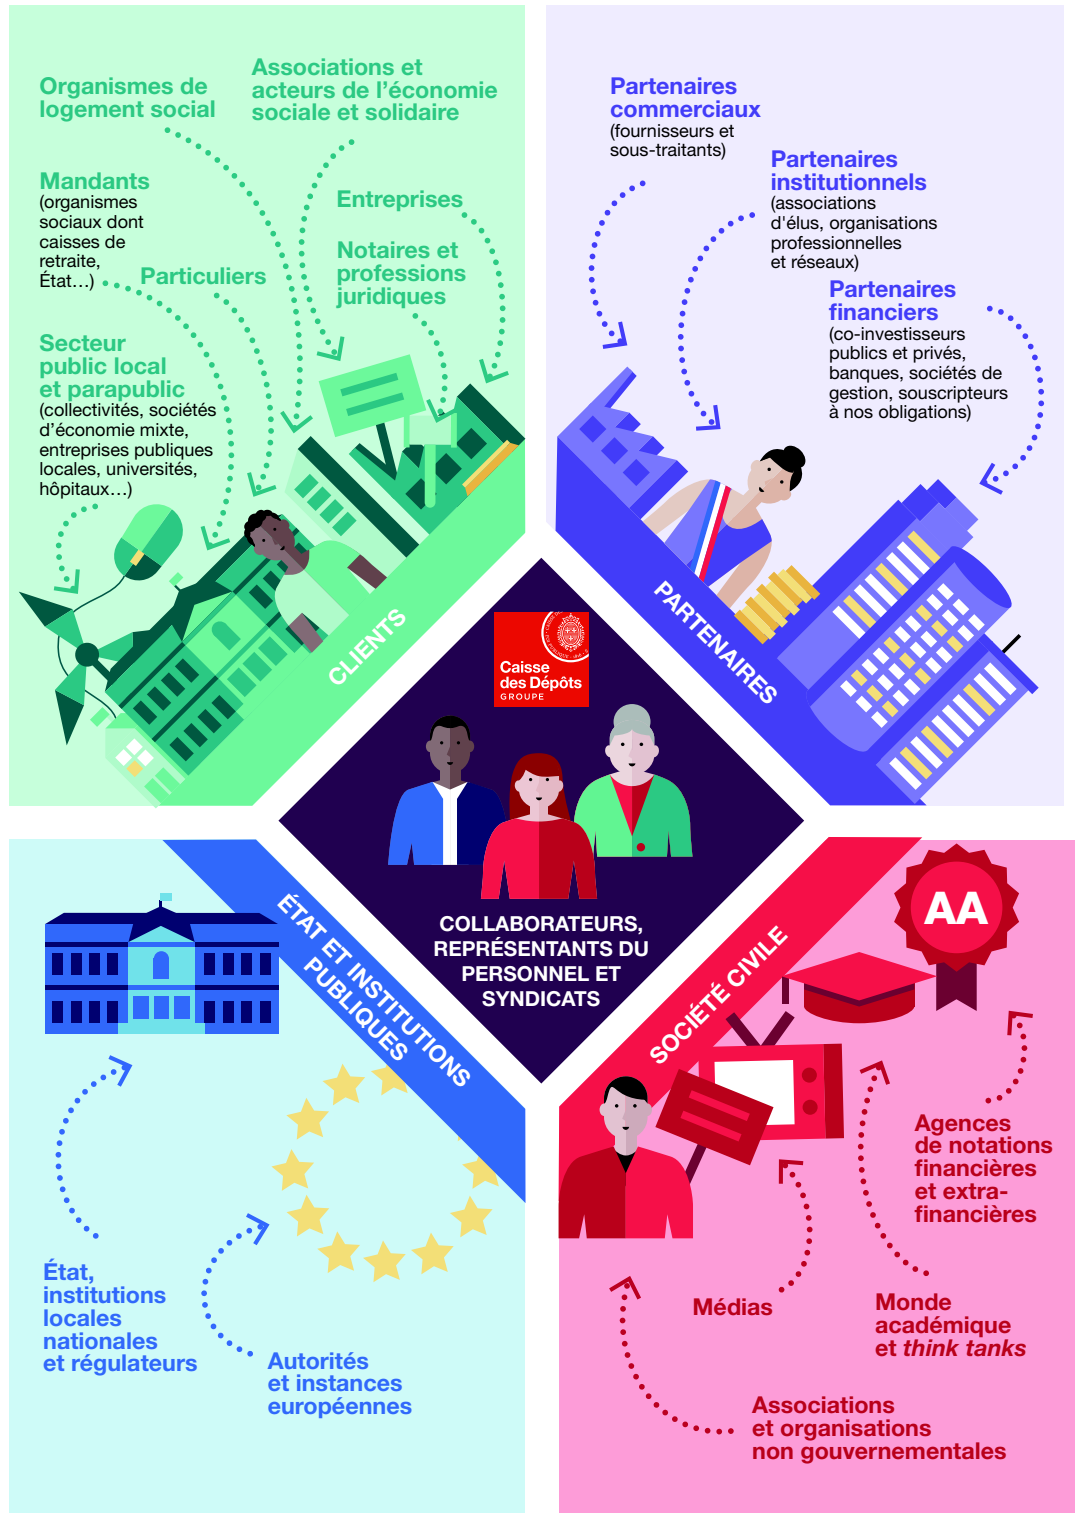 Organismes de
logement social
Associations et
acteurs de l'économie
sociale et solidaire
Mandants
(organismes
sociaux dont
caisses de
retraite,
État…)
Particuliers
Entreprises
Notaires et
professions
juridiques
Secteur
public local
et parapublic
(collectivités, sociétés
d'économie mixte,
entreprises publiques
locales, universités,
hôpitaux…)
CLIENTS
Partenaires
commerciaux
(fournisseurs et
sous-traitants)
Partenaires
institutionnels
(associations
d'élus, organisations
professionnelles
et réseaux)
Partenaires
financiers
(co-investisseurs
publics et privés,
banques, sociétés de
gestion, souscripteurs
à nos obligations)
PARTENAIRES
Caisse
des Dépôts
GROUPE
COLLABORATEURS,
REPRÉSENTANTS DU
PERSONNEL ET
SYNDICATS
ÉTAT ET INSTITUTIONS
PUBLIQUES
État,
institutions
locales
nationales
et régulateurs
Autorités
et instances
européennes
SOCIÉTÉ CIVILE
AA
Agences
de notations
financières
et extra-
financières
Médias
Monde
académique
et think tanks
Associations
et organisations
non gouvernementales